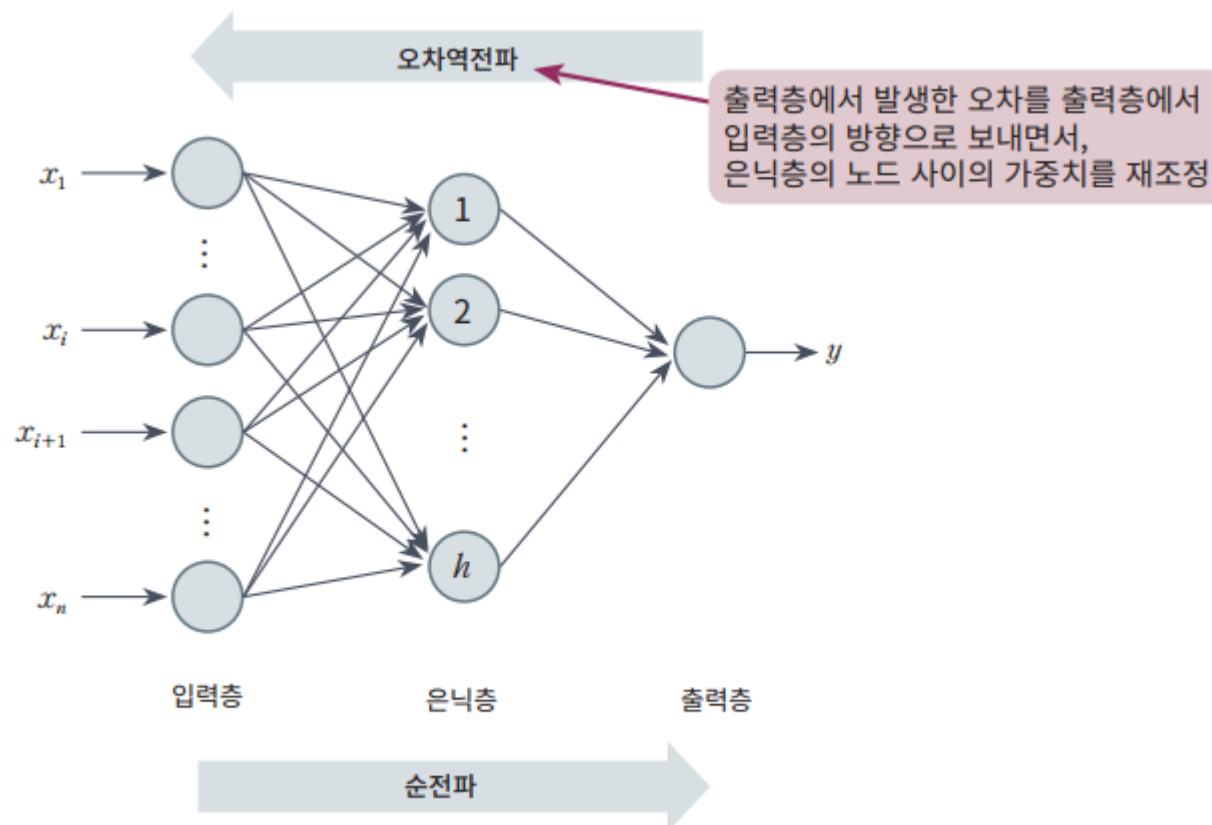 오차역전파
출력층에서 발생한 오차를 출력층에서
입력층의 방향으로 보내면서,
은닉층의 노드 사이의 가중치를 재조정
x₁
⋮
xᵢ
xᵢ₊₁
⋮
xₙ
1
2
⋮
h
y
입력층
은닉층
출력층
순전파